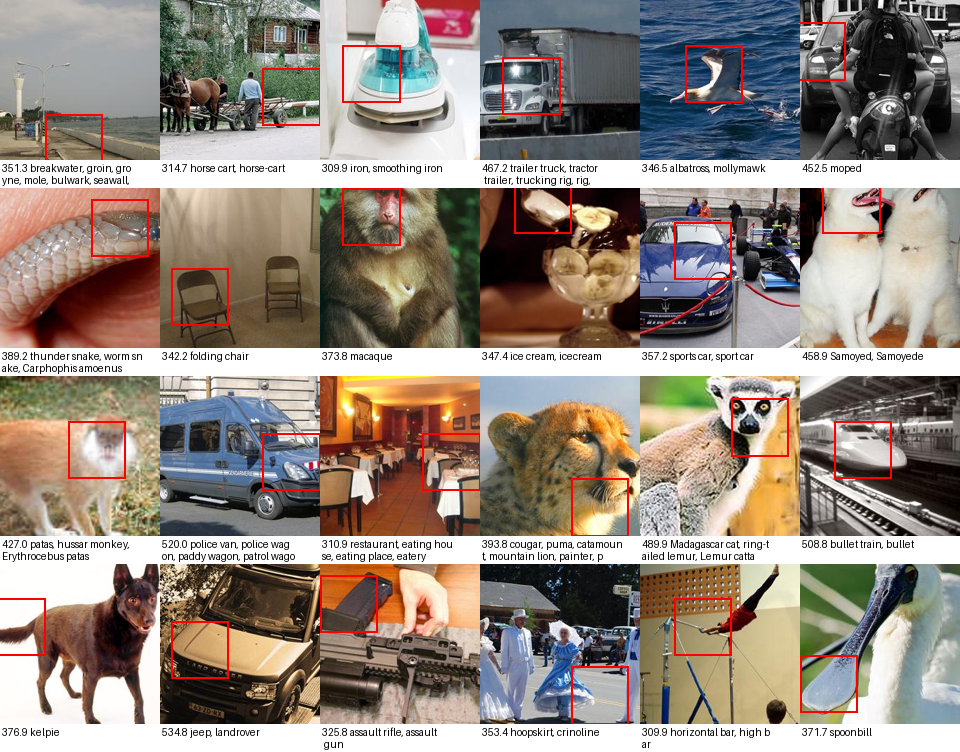 351.3 breakwater, groin, gro
yne, mole, bulwark, seawall,
314.7 horse cart, horse-cart
309.9 iron, smoothing iron
467.2 trailer truck, tractor
trailer, trucking rig, rig,
346.5 albatross, mollymawk
452.5 moped
389.2 thunder snake, worm sn
ake, Carphophis amoenus
342.2 folding chair
373.8 macaque
347.4 ice cream, icecream
PIRELLI
357.2 sports car, sport car
458.9 Samoyed, Samoyede
427.0 patas, hussar monkey,
Erythrocebus patas
GENDARMERIE
520.0 police van, police wag
on, paddy wagon, patrol wago
310.9 restaurant, eating hou
se, eating place, eatery
393.8 cougar, puma, catamoun
t, mountain lion, painter, p
489.9 Madagascar cat, ring-t
ailed lemur, Lemur catta
508.8 bullet train, bullet
376.9 kelpie
534.8 jeep, landrover
325.8 assault rifle, assault
gun
353.4 hoopskirt, crinoline
309.9 horizontal bar, high b
ar
371.7 spoonbill